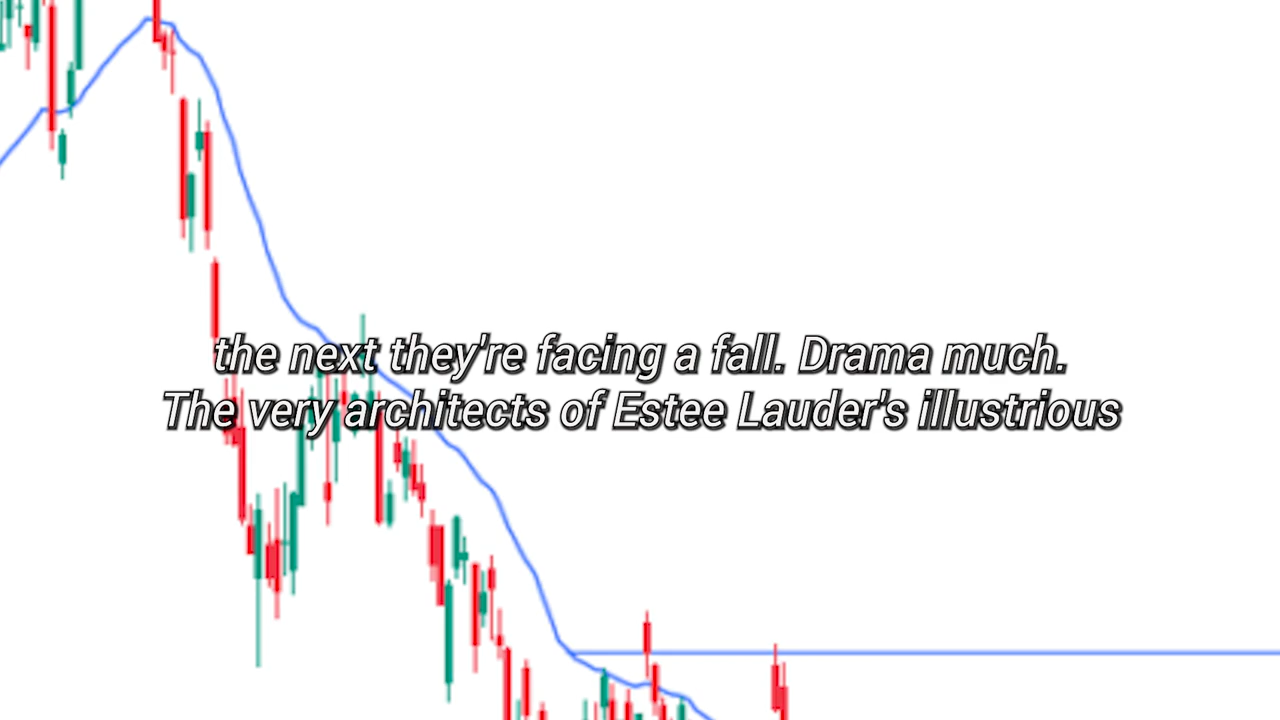 the next they're facing a fall. Drama much.
The very architects of Estee Lauder's illustrious